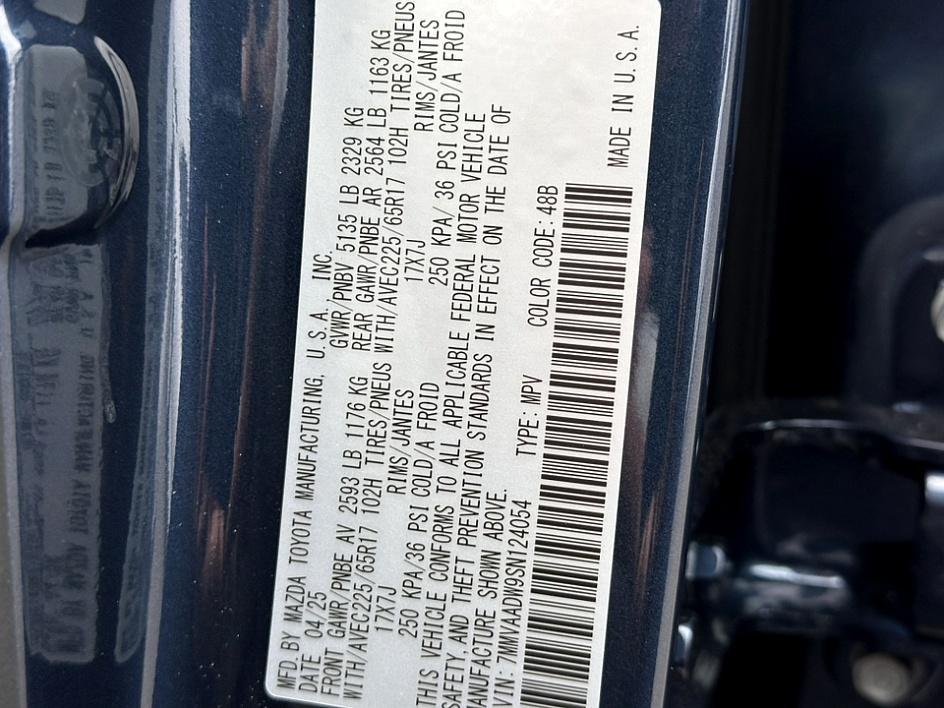 MFD. BY MAZDA TOYOTA MANUFACTURING, U.S.A. INC.
DATE 04/25 GVWR/PNBV 5135 LB 2329 KG
FRONT GAWR/PNBE AV 2593 LB 1176 KG REAR GAWR/PNBE AR 2564 LB 1163 KG
WITH/AVEC225/65R17 102H TIRES/PNEUS WITH/AVEC225/65R17 102H TIRES/PNEUS
17X7J RIMS/JANTES 17X7J RIMS/JANTES
250 KPA/36 PSI COLD/A FROID 250 KPA/ 36 PSI COLD/A FROID
THIS VEHICLE CONFORMS TO ALL APPLICABLE FEDERAL MOTOR VEHICLE
SAFETY, AND THEFT PREVENTION STANDARDS IN EFFECT ON THE DATE OF
MANUFACTURE SHOWN ABOVE.
VIN: 7MMVAADW9SN124054 TYPE: MPV COLOR CODE: 48B
MADE IN U.S.A.